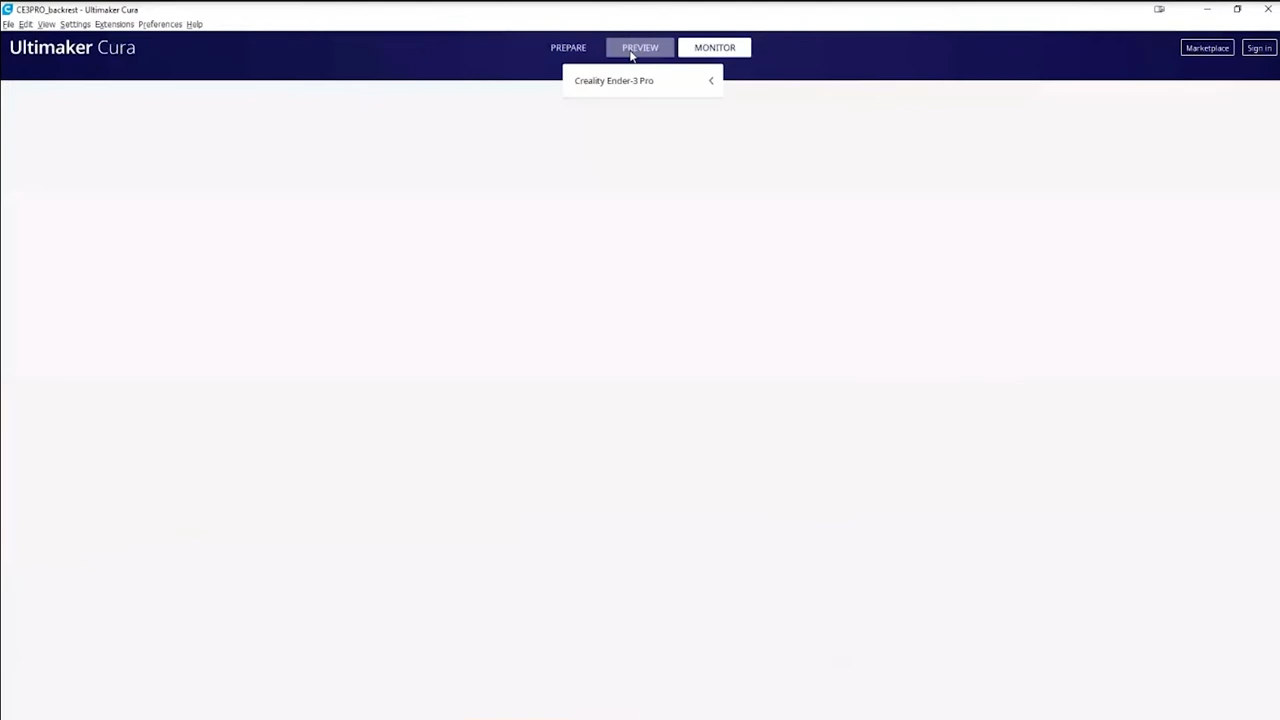 CE3PRO_backrest - Ultimaker Cura
File Edit View Settings Extensions Preferences Help
Ultimaker Cura PREPARE PREVIEW MONITOR Marketplace Sign in
Creality Ender-3 Pro